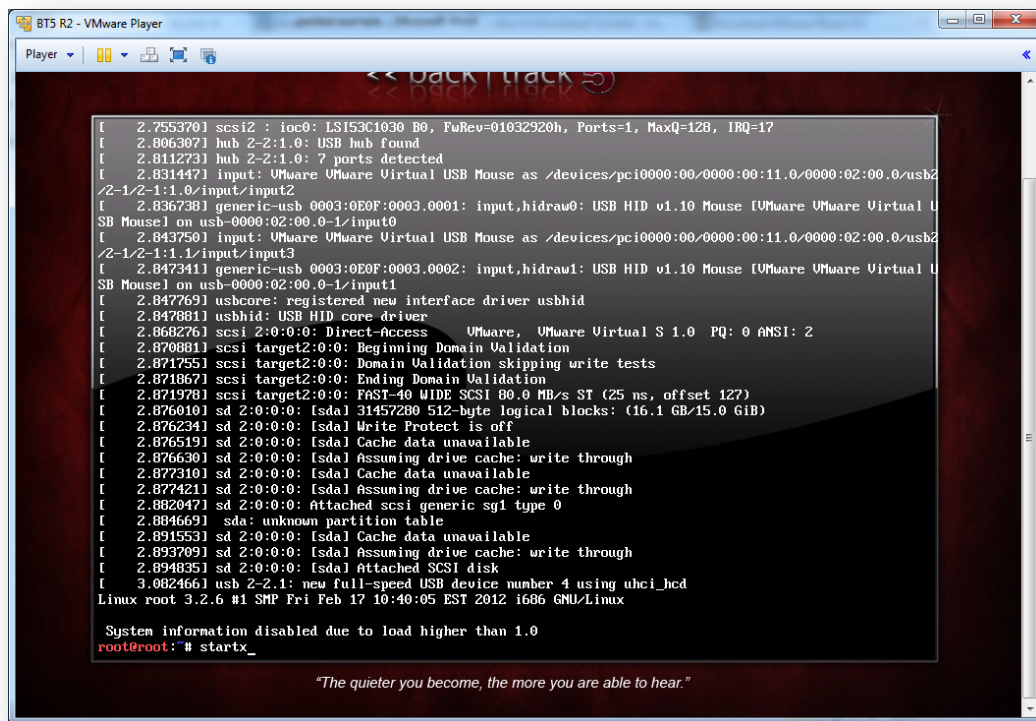 BT5 R2 - VMware Player
Player
<< back | track 5
[    2.755370] scsi2 : ioc0: LSI53C1030 B0, FwRev=01032920h, Ports=1, MaxQ=128, IRQ=17
[    2.806307] hub 2-2:1.0: USB hub found
[    2.811273] hub 2-2:1.0: 7 ports detected
[    2.831447] input: VMware VMware Virtual USB Mouse as /devices/pci0000:00/0000:00:11.0/0000:02:00.0/usb2
/2-1/2-1:1.0/input/input2
[    2.836738] generic-usb 0003:0E0F:0003.0001: input,hidraw0: USB HID v1.10 Mouse [VMware VMware Virtual U
SB Mouse] on usb-0000:02:00.0-1/input0
[    2.843750] input: VMware VMware Virtual USB Mouse as /devices/pci0000:00/0000:00:11.0/0000:02:00.0/usb2
/2-1/2-1:1.1/input/input3
[    2.847341] generic-usb 0003:0E0F:0003.0002: input,hidraw1: USB HID v1.10 Mouse [VMware VMware Virtual U
SB Mouse] on usb-0000:02:00.0-1/input1
[    2.847769] usbcore: registered new interface driver usbhid
[    2.847881] usbhid: USB HID core driver
[    2.868276] scsi 2:0:0:0: Direct-Access     VMware,  VMware Virtual S 1.0  PQ: 0 ANSI: 2
[    2.870881] scsi target2:0:0: Beginning Domain Validation
[    2.871755] scsi target2:0:0: Domain Validation skipping write tests
[    2.871867] scsi target2:0:0: Ending Domain Validation
[    2.871978] scsi target2:0:0: FAST-40 WIDE SCSI 80.0 MB/s ST (25 ns, offset 127)
[    2.876010] sd 2:0:0:0: [sda] 31457280 512-byte logical blocks: (16.1 GB/15.0 GiB)
[    2.876234] sd 2:0:0:0: [sda] Write Protect is off
[    2.876519] sd 2:0:0:0: [sda] Cache data unavailable
[    2.876630] sd 2:0:0:0: [sda] Assuming drive cache: write through
[    2.877310] sd 2:0:0:0: [sda] Cache data unavailable
[    2.877421] sd 2:0:0:0: [sda] Assuming drive cache: write through
[    2.882047] sd 2:0:0:0: Attached scsi generic sg1 type 0
[    2.884669]  sda: unknown partition table
[    2.891553] sd 2:0:0:0: [sda] Cache data unavailable
[    2.893709] sd 2:0:0:0: [sda] Assuming drive cache: write through
[    2.894835] sd 2:0:0:0: [sda] Attached SCSI disk
[    3.082466] usb 2-2.1: new full-speed USB device number 4 using uhci_hcd
Linux root 3.2.6 #1 SMP Fri Feb 17 10:40:05 EST 2012 i686 GNU/Linux
System information disabled due to load higher than 1.0
root@root:~# startx_
“The quieter you become, the more you are able to hear.”